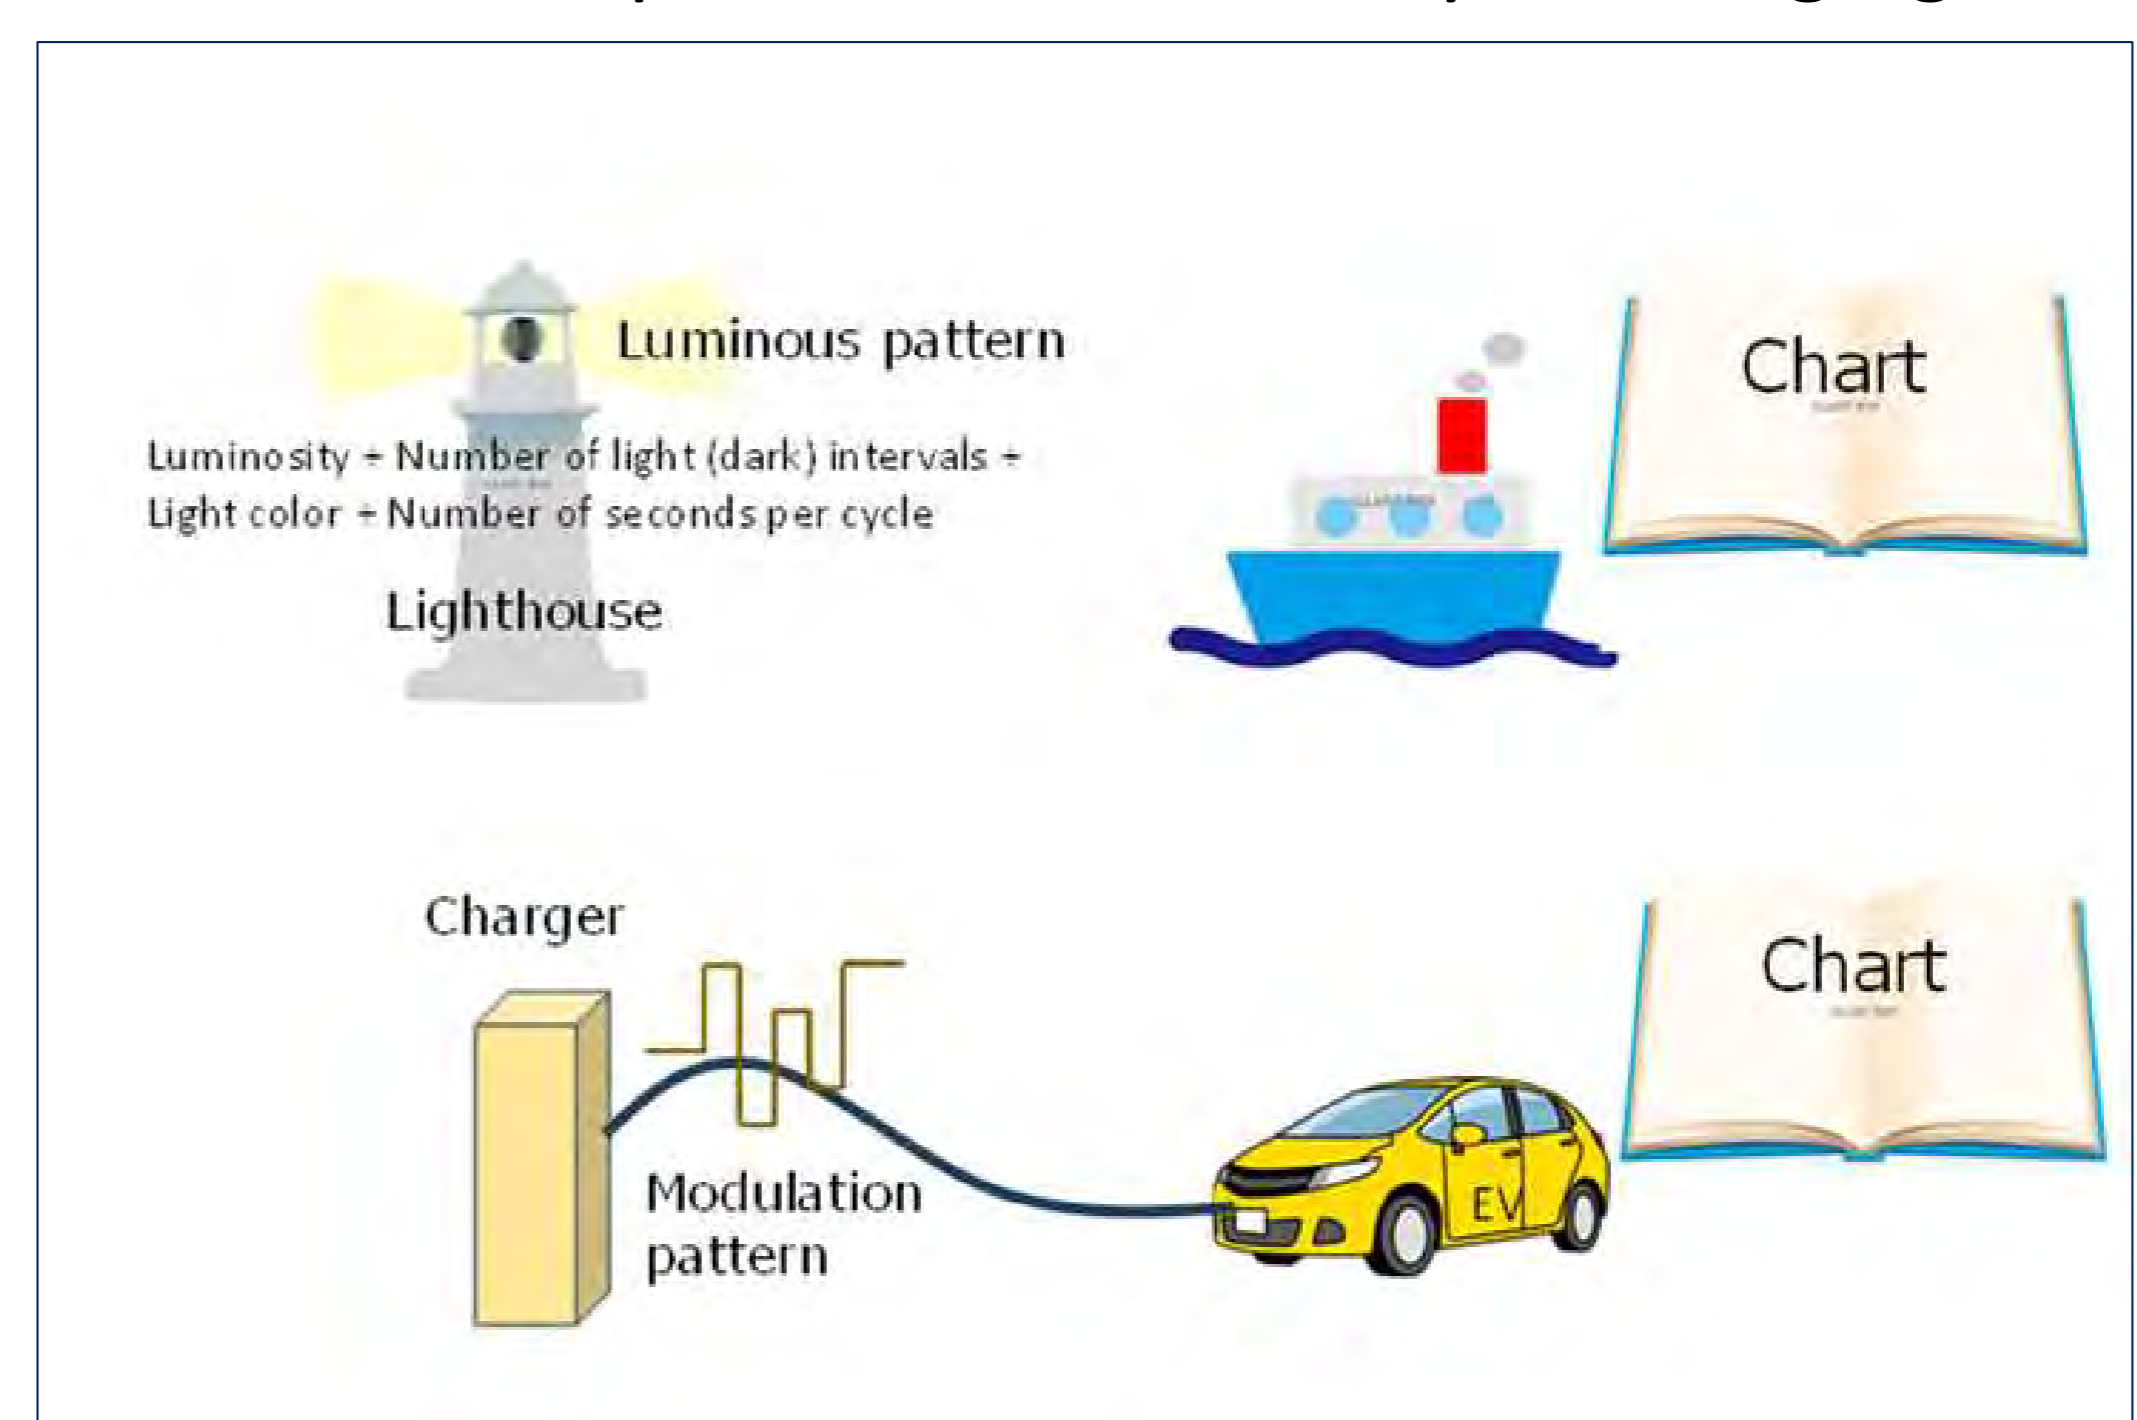 Luminous pattern
Luminosity + Number of light (dark) intervals +
Light color + Number of seconds per cycle
Lighthouse
Chart
Charger
Chart
Modulation
pattern
EV